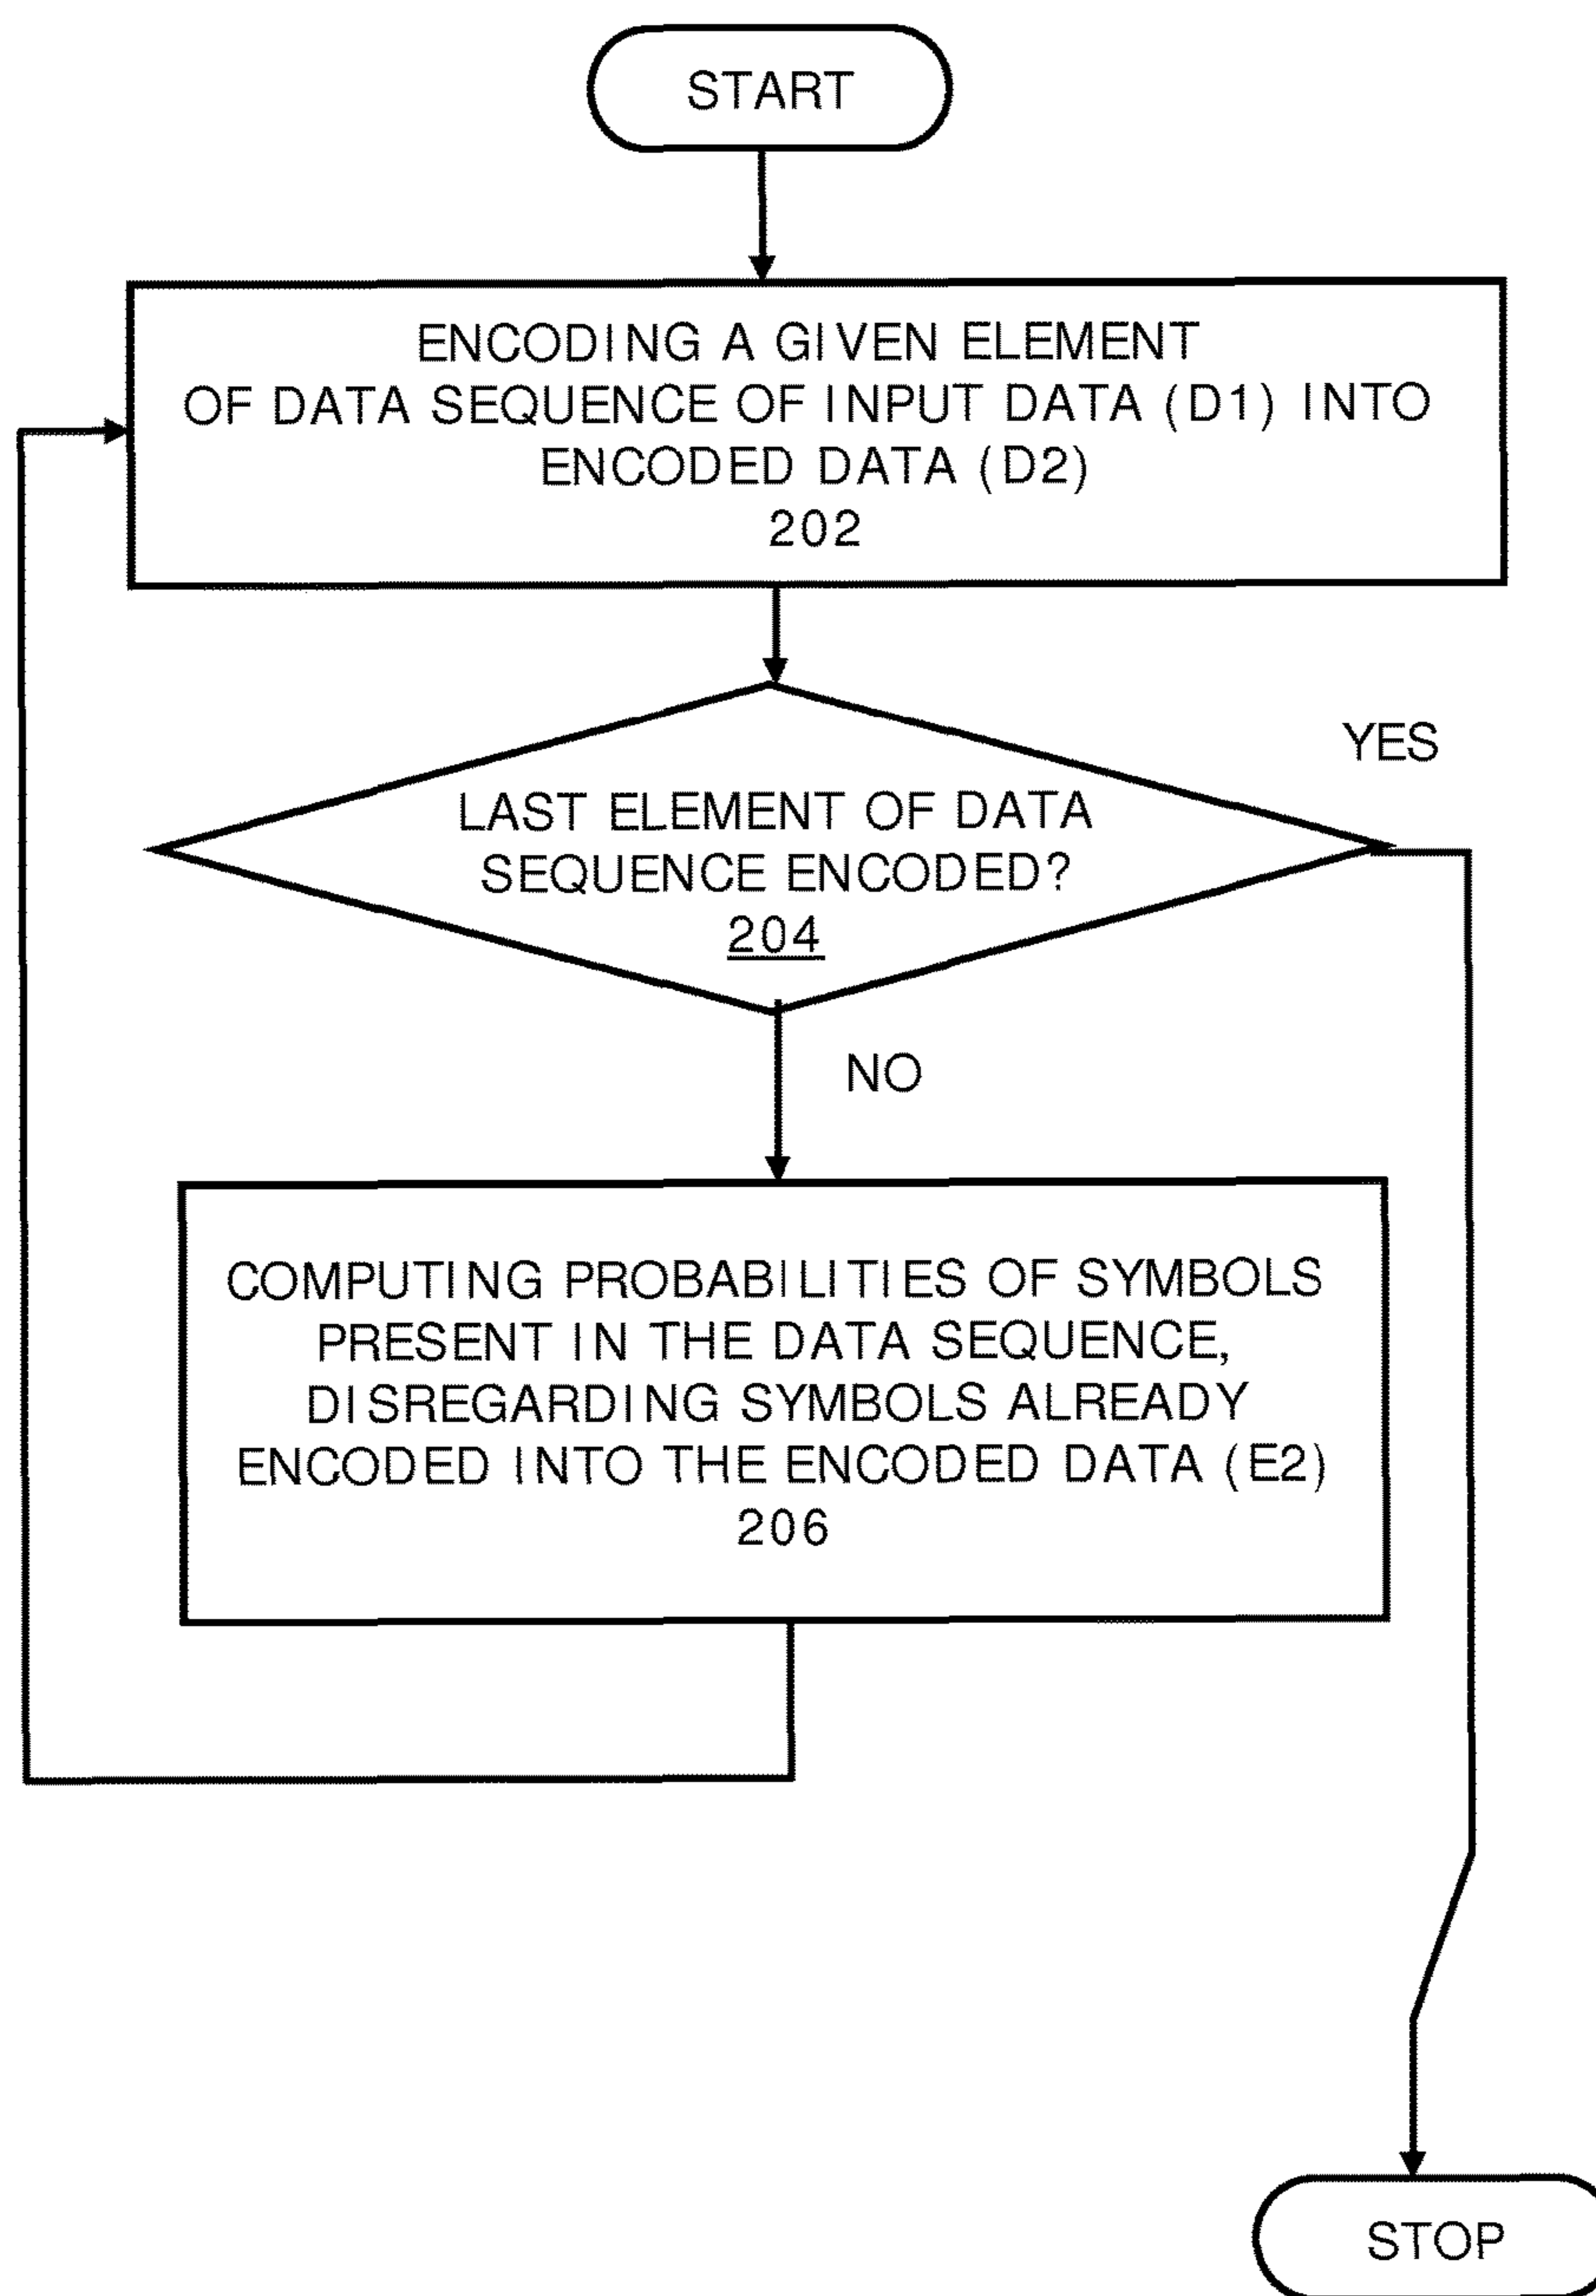 START
ENCODING A GIVEN ELEMENT
OF DATA SEQUENCE OF INPUT DATA (D1) INTO
ENCODED DATA (D2)
202
YES
LAST ELEMENT OF DATA
SEQUENCE ENCODED?
204
NO
COMPUTING PROBABILITIES OF SYMBOLS
PRESENT IN THE DATA SEQUENCE,
DISREGARDING SYMBOLS ALREADY
ENCODED INTO THE ENCODED DATA (E2)
206
STOP